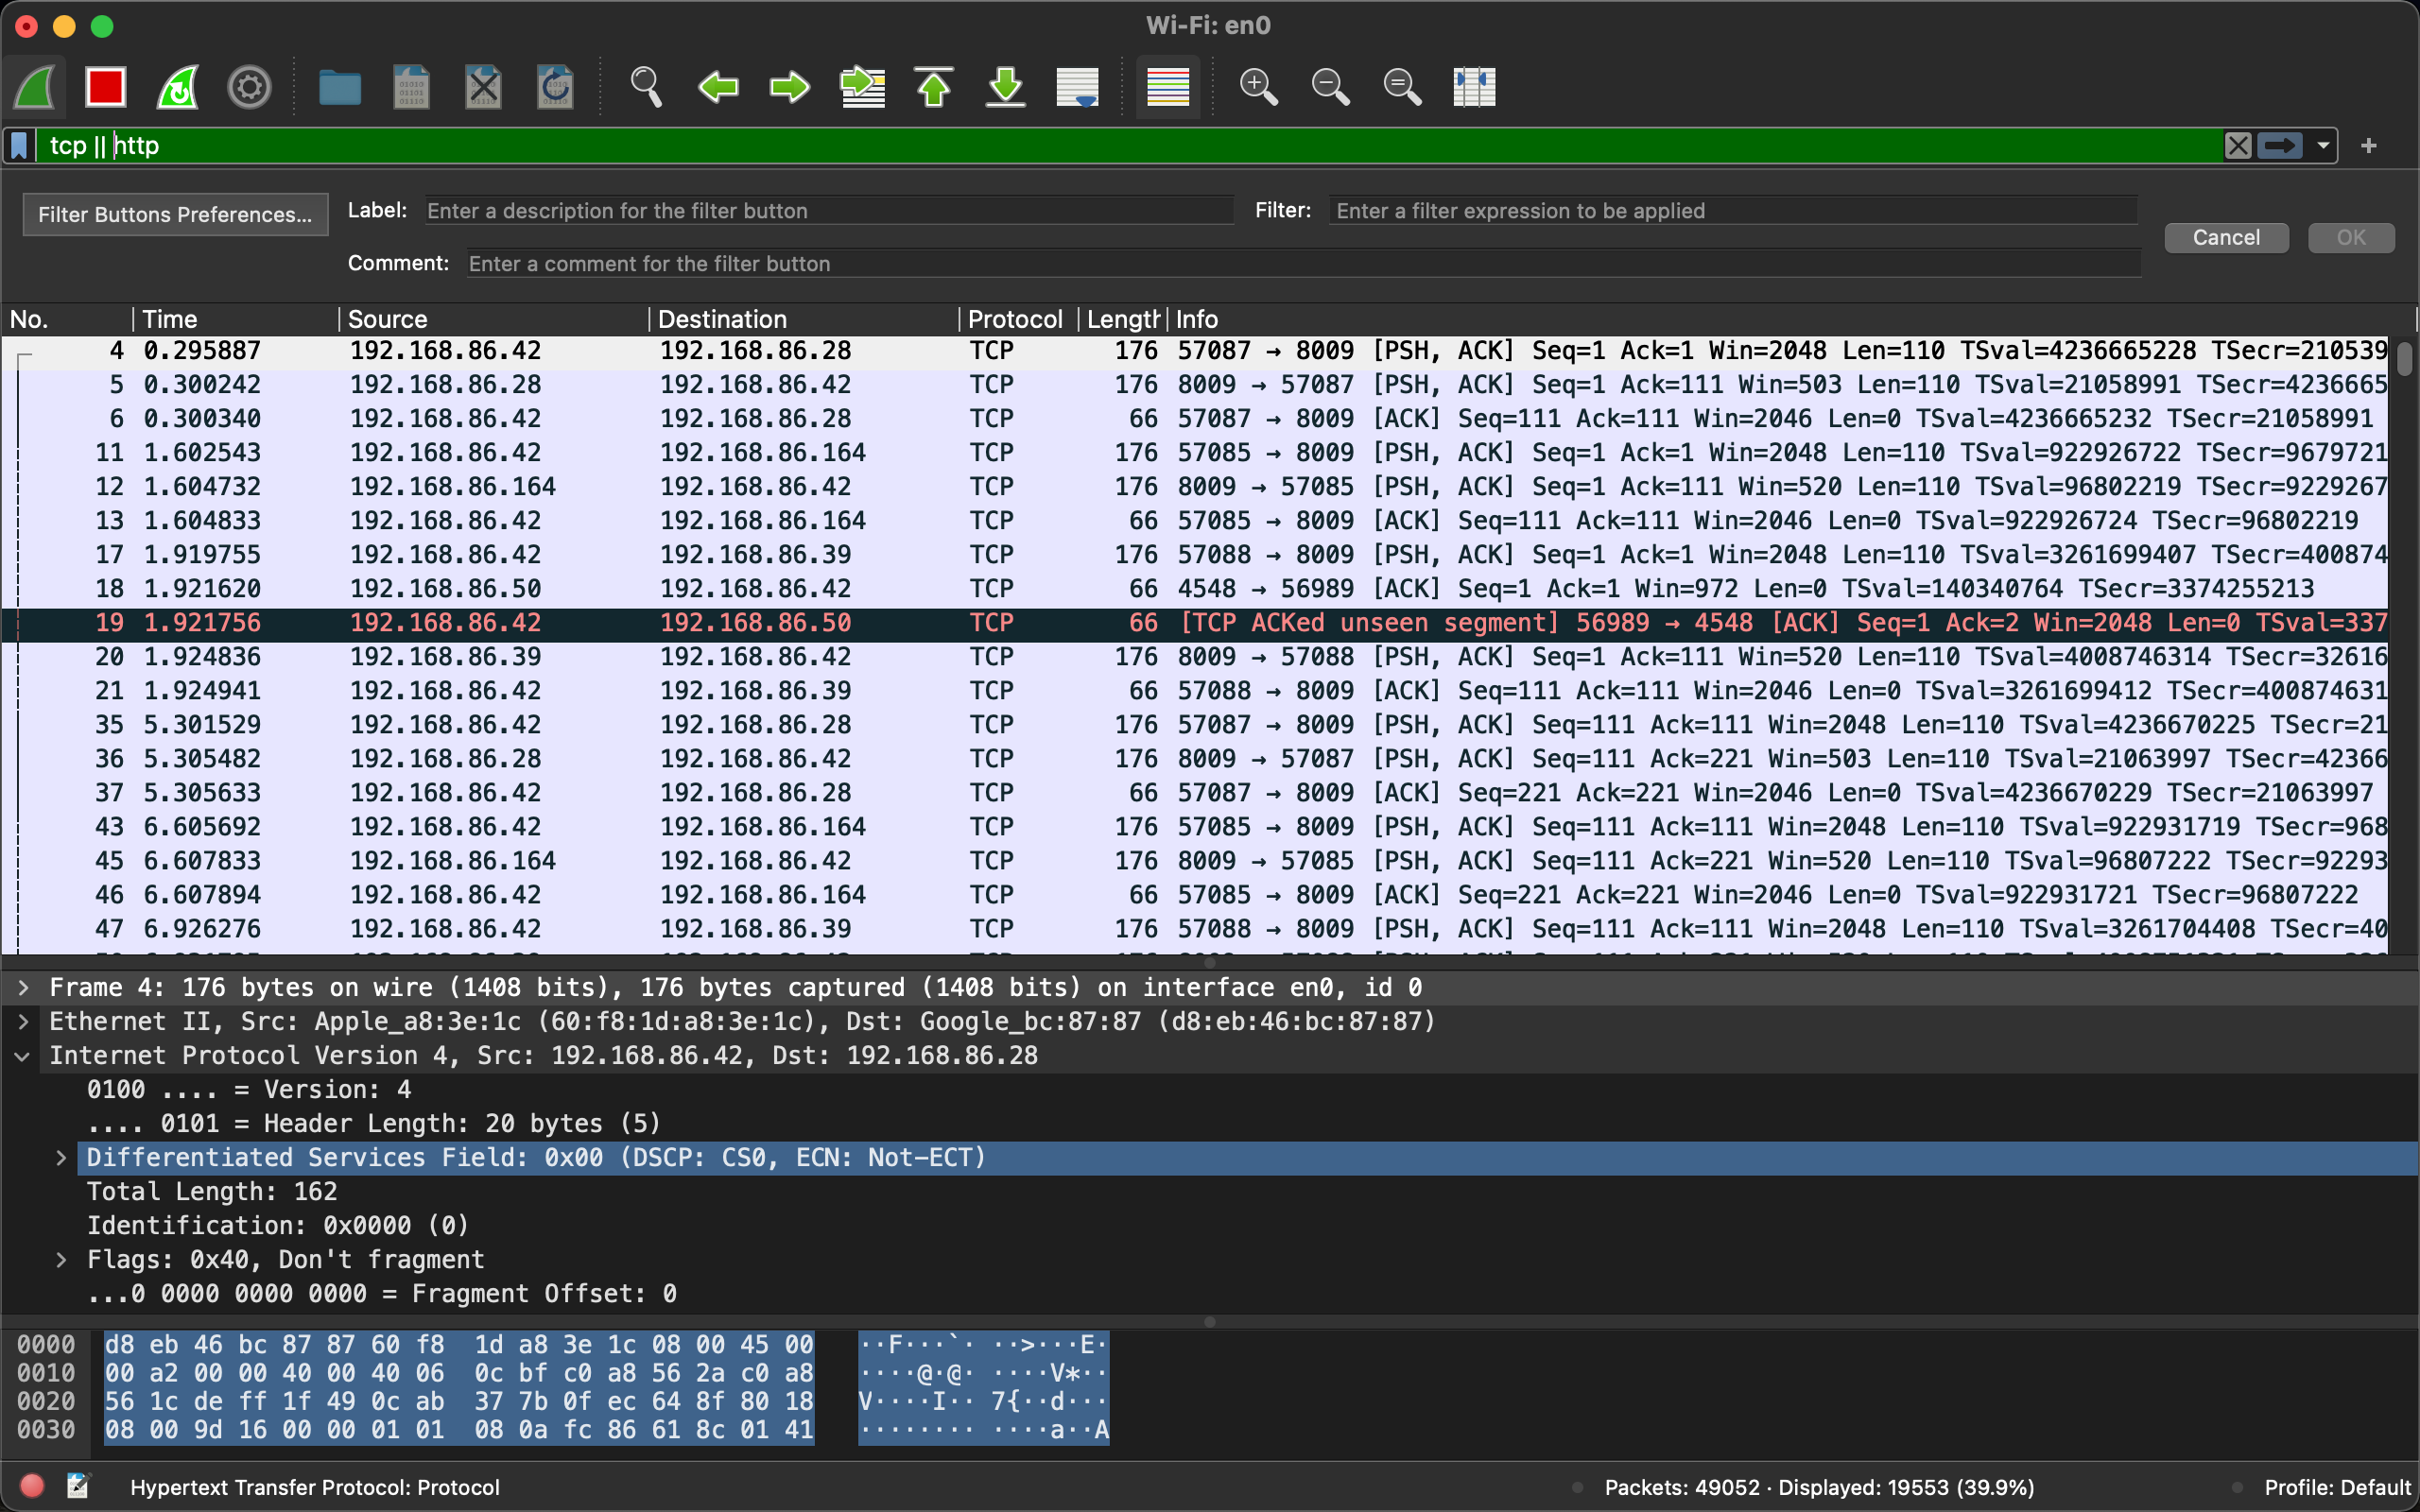 Wi-Fi: en0
tcp || http
Filter Buttons Preferences... Label: Enter a description for the filter button Filter: Enter a filter expression to be applied
Cancel OK
Comment: Enter a comment for the filter button
No. Time Source Destination Protocol Length Info
4 0.295887 192.168.86.42 192.168.86.28 TCP 176 57087 → 8009 [PSH, ACK] Seq=1 Ack=1 Win=2048 Len=110 TSval=4236665228 TSecr=210539
5 0.300242 192.168.86.28 192.168.86.42 TCP 176 8009 → 57087 [PSH, ACK] Seq=1 Ack=111 Win=503 Len=110 TSval=21058991 TSecr=4236665
6 0.300340 192.168.86.42 192.168.86.28 TCP 66 57087 → 8009 [ACK] Seq=111 Ack=111 Win=2046 Len=0 TSval=4236665232 TSecr=21058991
11 1.602543 192.168.86.42 192.168.86.164 TCP 176 57085 → 8009 [PSH, ACK] Seq=1 Ack=1 Win=2048 Len=110 TSval=922926722 TSecr=9679721
12 1.604732 192.168.86.164 192.168.86.42 TCP 176 8009 → 57085 [PSH, ACK] Seq=1 Ack=111 Win=520 Len=110 TSval=96802219 TSecr=9229267
13 1.604833 192.168.86.42 192.168.86.164 TCP 66 57085 → 8009 [ACK] Seq=111 Ack=111 Win=2046 Len=0 TSval=922926724 TSecr=96802219
17 1.919755 192.168.86.42 192.168.86.39 TCP 176 57088 → 8009 [PSH, ACK] Seq=1 Ack=1 Win=2048 Len=110 TSval=3261699407 TSecr=400874
18 1.921620 192.168.86.50 192.168.86.42 TCP 66 4548 → 56989 [ACK] Seq=1 Ack=1 Win=972 Len=0 TSval=140340764 TSecr=3374255213
19 1.921756 192.168.86.42 192.168.86.50 TCP 66 [TCP ACKed unseen segment] 56989 → 4548 [ACK] Seq=1 Ack=2 Win=2048 Len=0 TSval=337
20 1.924836 192.168.86.39 192.168.86.42 TCP 176 8009 → 57088 [PSH, ACK] Seq=1 Ack=111 Win=520 Len=110 TSval=4008746314 TSecr=32616
21 1.924941 192.168.86.42 192.168.86.39 TCP 66 57088 → 8009 [ACK] Seq=111 Ack=111 Win=2046 Len=0 TSval=3261699412 TSecr=400874631
35 5.301529 192.168.86.42 192.168.86.28 TCP 176 57087 → 8009 [PSH, ACK] Seq=111 Ack=111 Win=2048 Len=110 TSval=4236670225 TSecr=21
36 5.305482 192.168.86.28 192.168.86.42 TCP 176 8009 → 57087 [PSH, ACK] Seq=111 Ack=221 Win=503 Len=110 TSval=21063997 TSecr=42366
37 5.305633 192.168.86.42 192.168.86.28 TCP 66 57087 → 8009 [ACK] Seq=221 Ack=221 Win=2046 Len=0 TSval=4236670229 TSecr=21063997
43 6.605692 192.168.86.42 192.168.86.164 TCP 176 57085 → 8009 [PSH, ACK] Seq=111 Ack=111 Win=2048 Len=110 TSval=922931719 TSecr=968
45 6.607833 192.168.86.164 192.168.86.42 TCP 176 8009 → 57085 [PSH, ACK] Seq=111 Ack=221 Win=520 Len=110 TSval=96807222 TSecr=92293
46 6.607894 192.168.86.42 192.168.86.164 TCP 66 57085 → 8009 [ACK] Seq=221 Ack=221 Win=2046 Len=0 TSval=922931721 TSecr=96807222
47 6.926276 192.168.86.42 192.168.86.39 TCP 176 57088 → 8009 [PSH, ACK] Seq=111 Ack=111 Win=2048 Len=110 TSval=3261704408 TSecr=40
Frame 4: 176 bytes on wire (1408 bits), 176 bytes captured (1408 bits) on interface en0, id 0
Ethernet II, Src: Apple_a8:3e:1c (60:f8:1d:a8:3e:1c), Dst: Google_bc:87:87 (d8:eb:46:bc:87:87)
Internet Protocol Version 4, Src: 192.168.86.42, Dst: 192.168.86.28
0100 .... = Version: 4
.... 0101 = Header Length: 20 bytes (5)
Differentiated Services Field: 0x00 (DSCP: CS0, ECN: Not-ECT)
Total Length: 162
Identification: 0x0000 (0)
Flags: 0x40, Don't fragment
...0 0000 0000 0000 = Fragment Offset: 0
0000 d8 eb 46 bc 87 87 60 f8 1d a8 3e 1c 08 00 45 00 ··F···`· ··>···E·
0010 00 a2 00 00 40 00 40 06 0c bf c0 a8 56 2a c0 a8 ····@·@· ····V*··
0020 56 1c de ff 1f 49 0c ab 37 7b 0f ec 64 8f 80 18 V····I·· 7{··d···
0030 08 00 9d 16 00 00 01 01 08 0a fc 86 61 8c 01 41 ········ ····a··A
Hypertext Transfer Protocol: Protocol Packets: 49052 · Displayed: 19553 (39.9%) Profile: Default